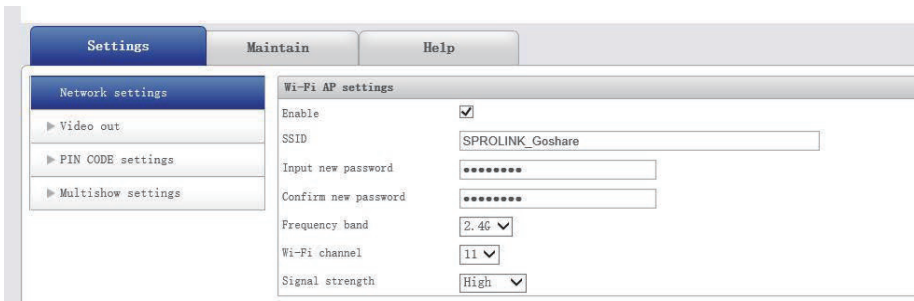 Settings Maintain Help
Network settings
Video out
PIN CODE settings
Multishow settings
Wi-Fi AP settings
Enable
SSID SPROLINK_Goshare
Input new password ●●●●●●●●
Confirm new password ●●●●●●●●
Frequency band 2.4G
Wi-Fi channel 11
Signal strength High